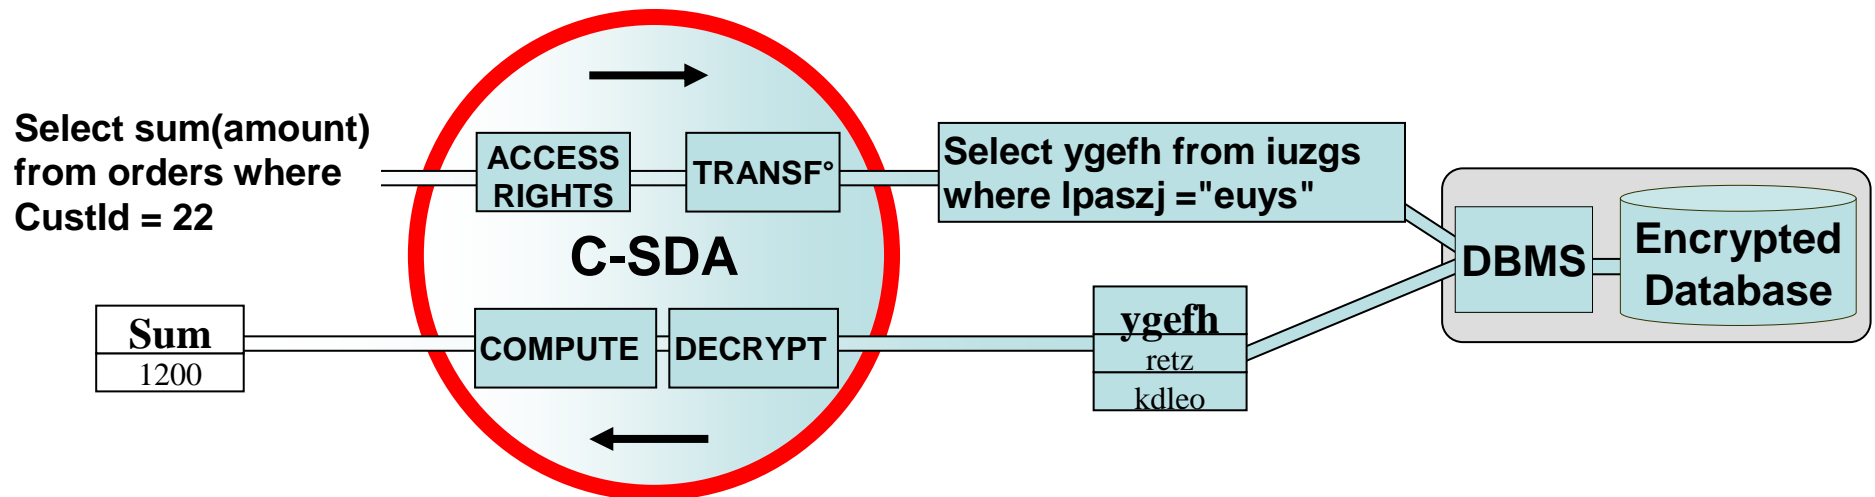 Select sum(amount)
from orders where
CustId = 22
ACCESS
RIGHTS
TRANSF°
Select ygefh from iuzgs
where lpaszj ="euys"
DBMS
Encrypted
Database
C-SDA
Sum
1200
COMPUTE
DECRYPT
ygefh
retz
kdleo